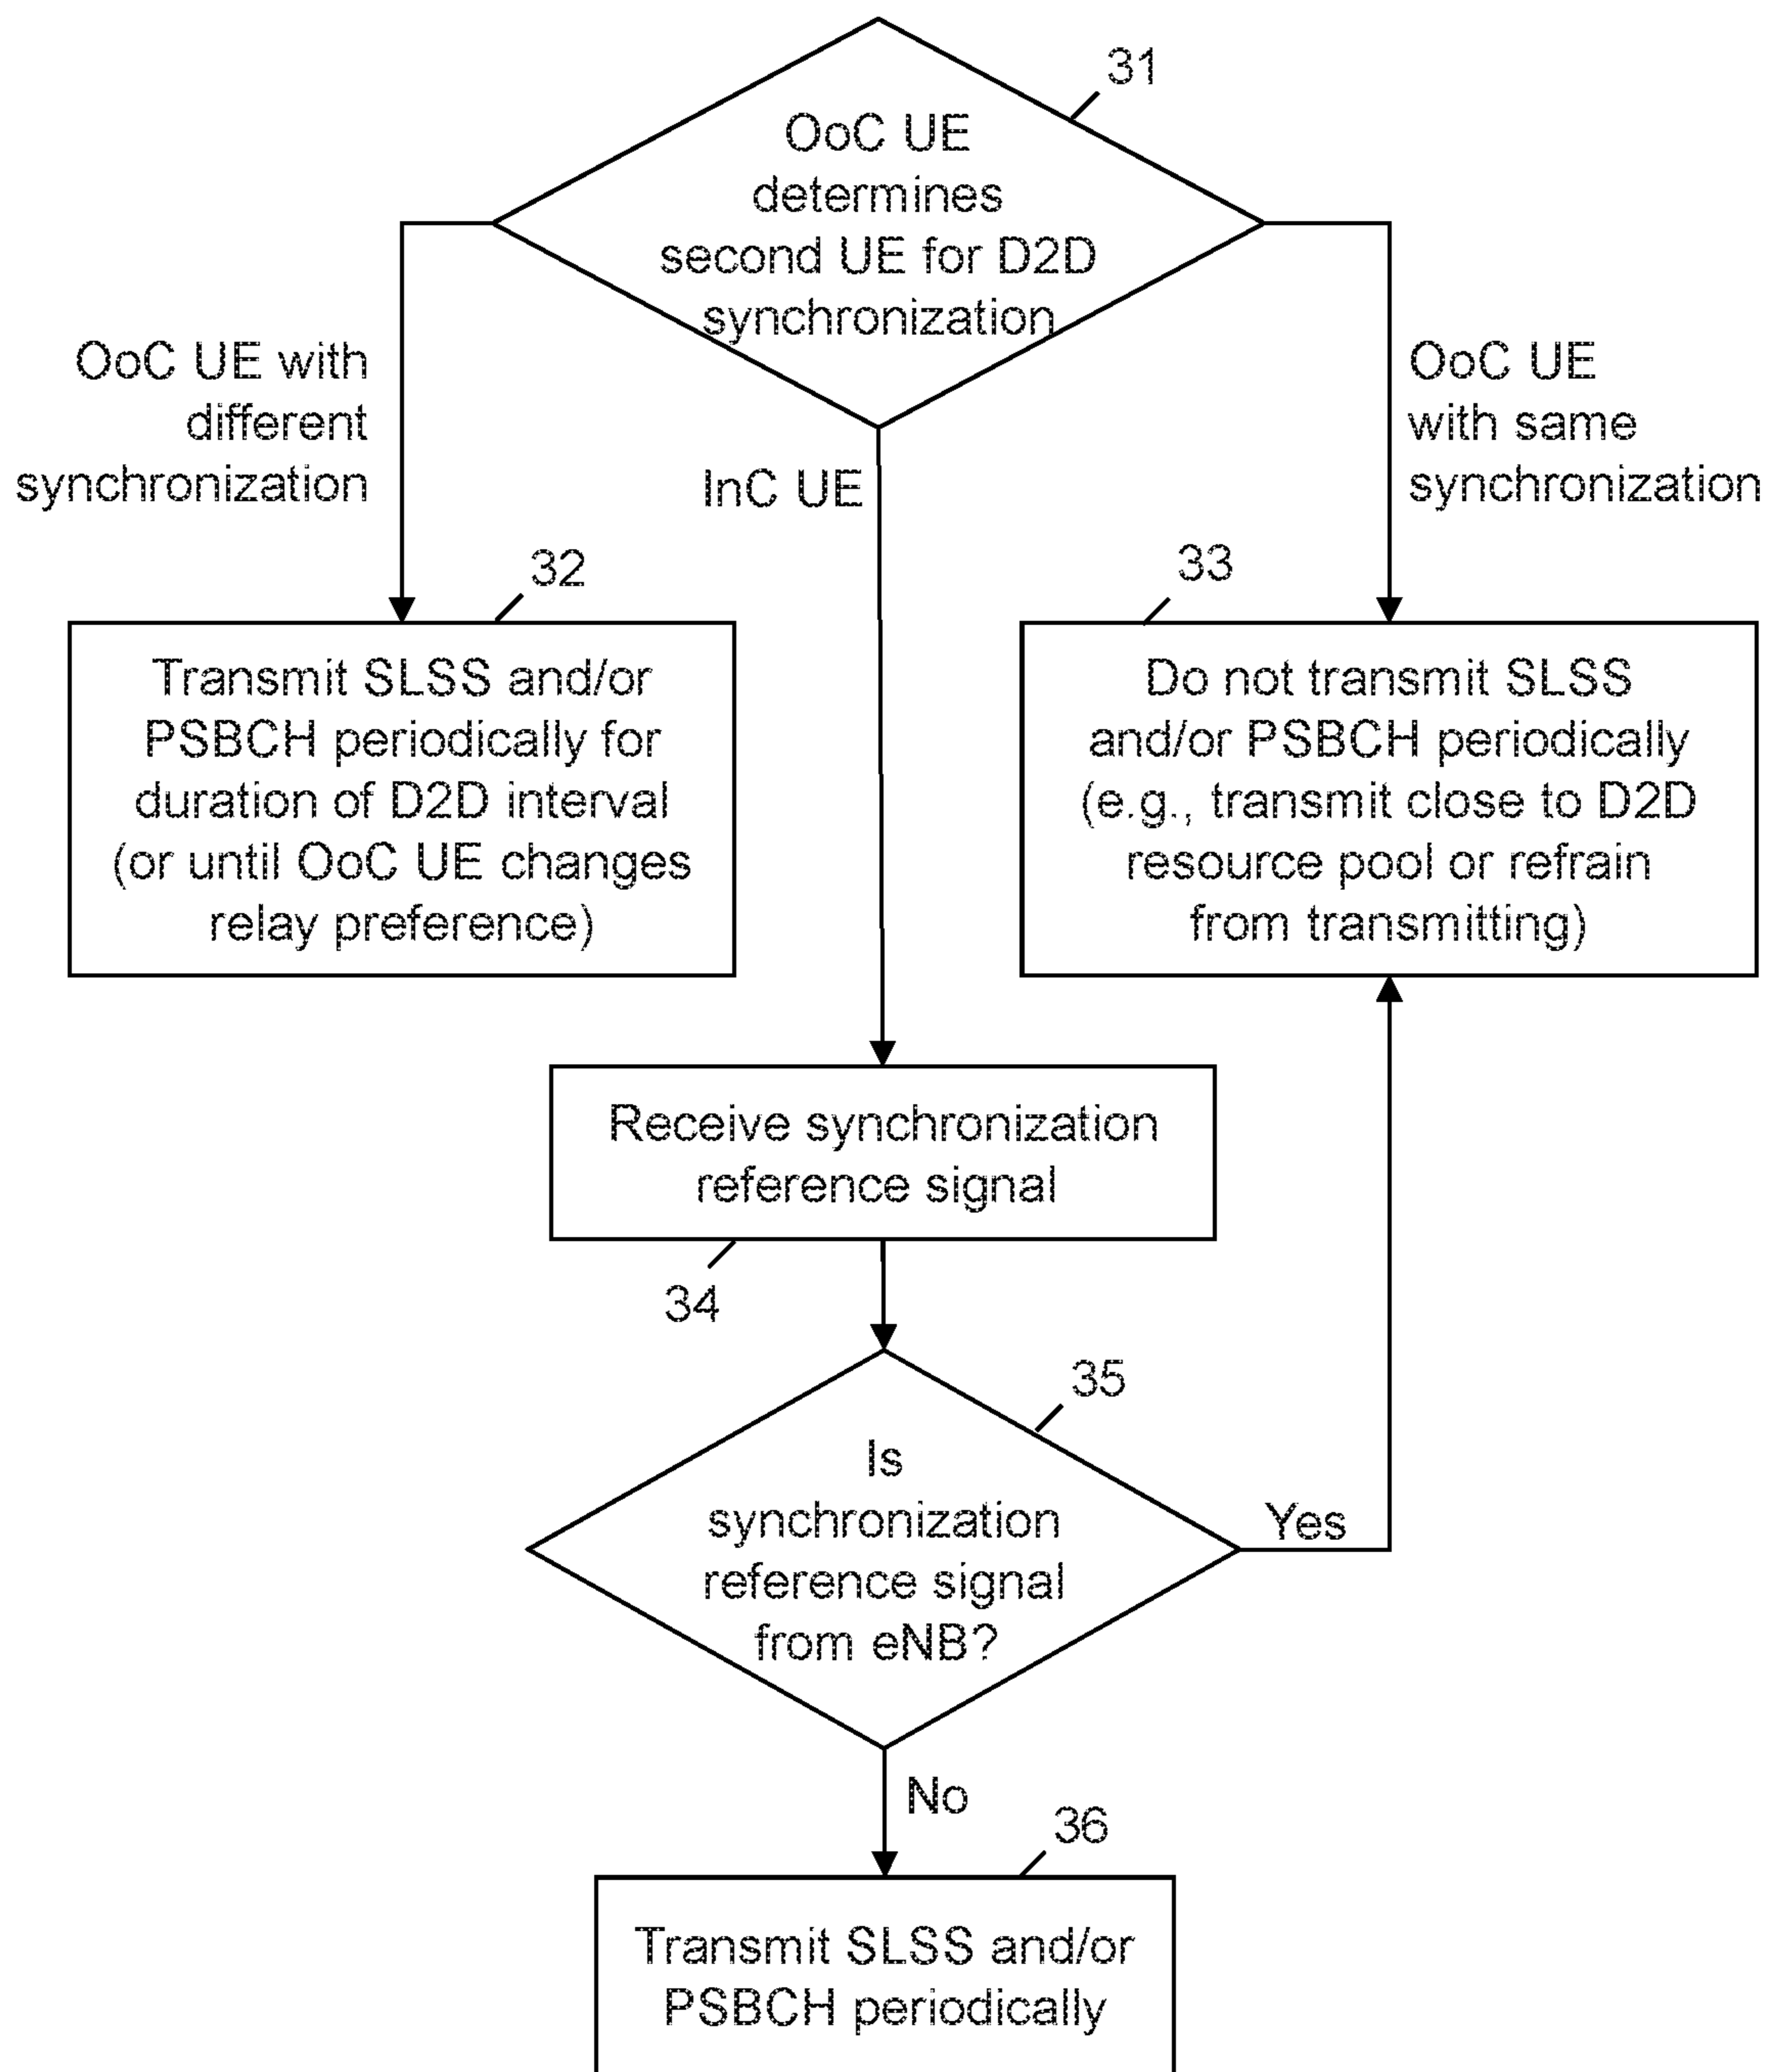 31
OoC UE
determines
second UE for D2D
synchronization
OoC UE with
different
synchronization
InC UE
OoC UE
with same
synchronization
32
Transmit SLSS and/or
PSBCH periodically for
duration of D2D interval
(or until OoC UE changes
relay preference)
33
Do not transmit SLSS
and/or PSBCH periodically
(e.g., transmit close to D2D
resource pool or refrain
from transmitting)
Receive synchronization
reference signal
34
35
Is
synchronization
reference signal
from eNB?
Yes
No
36
Transmit SLSS and/or
PSBCH periodically